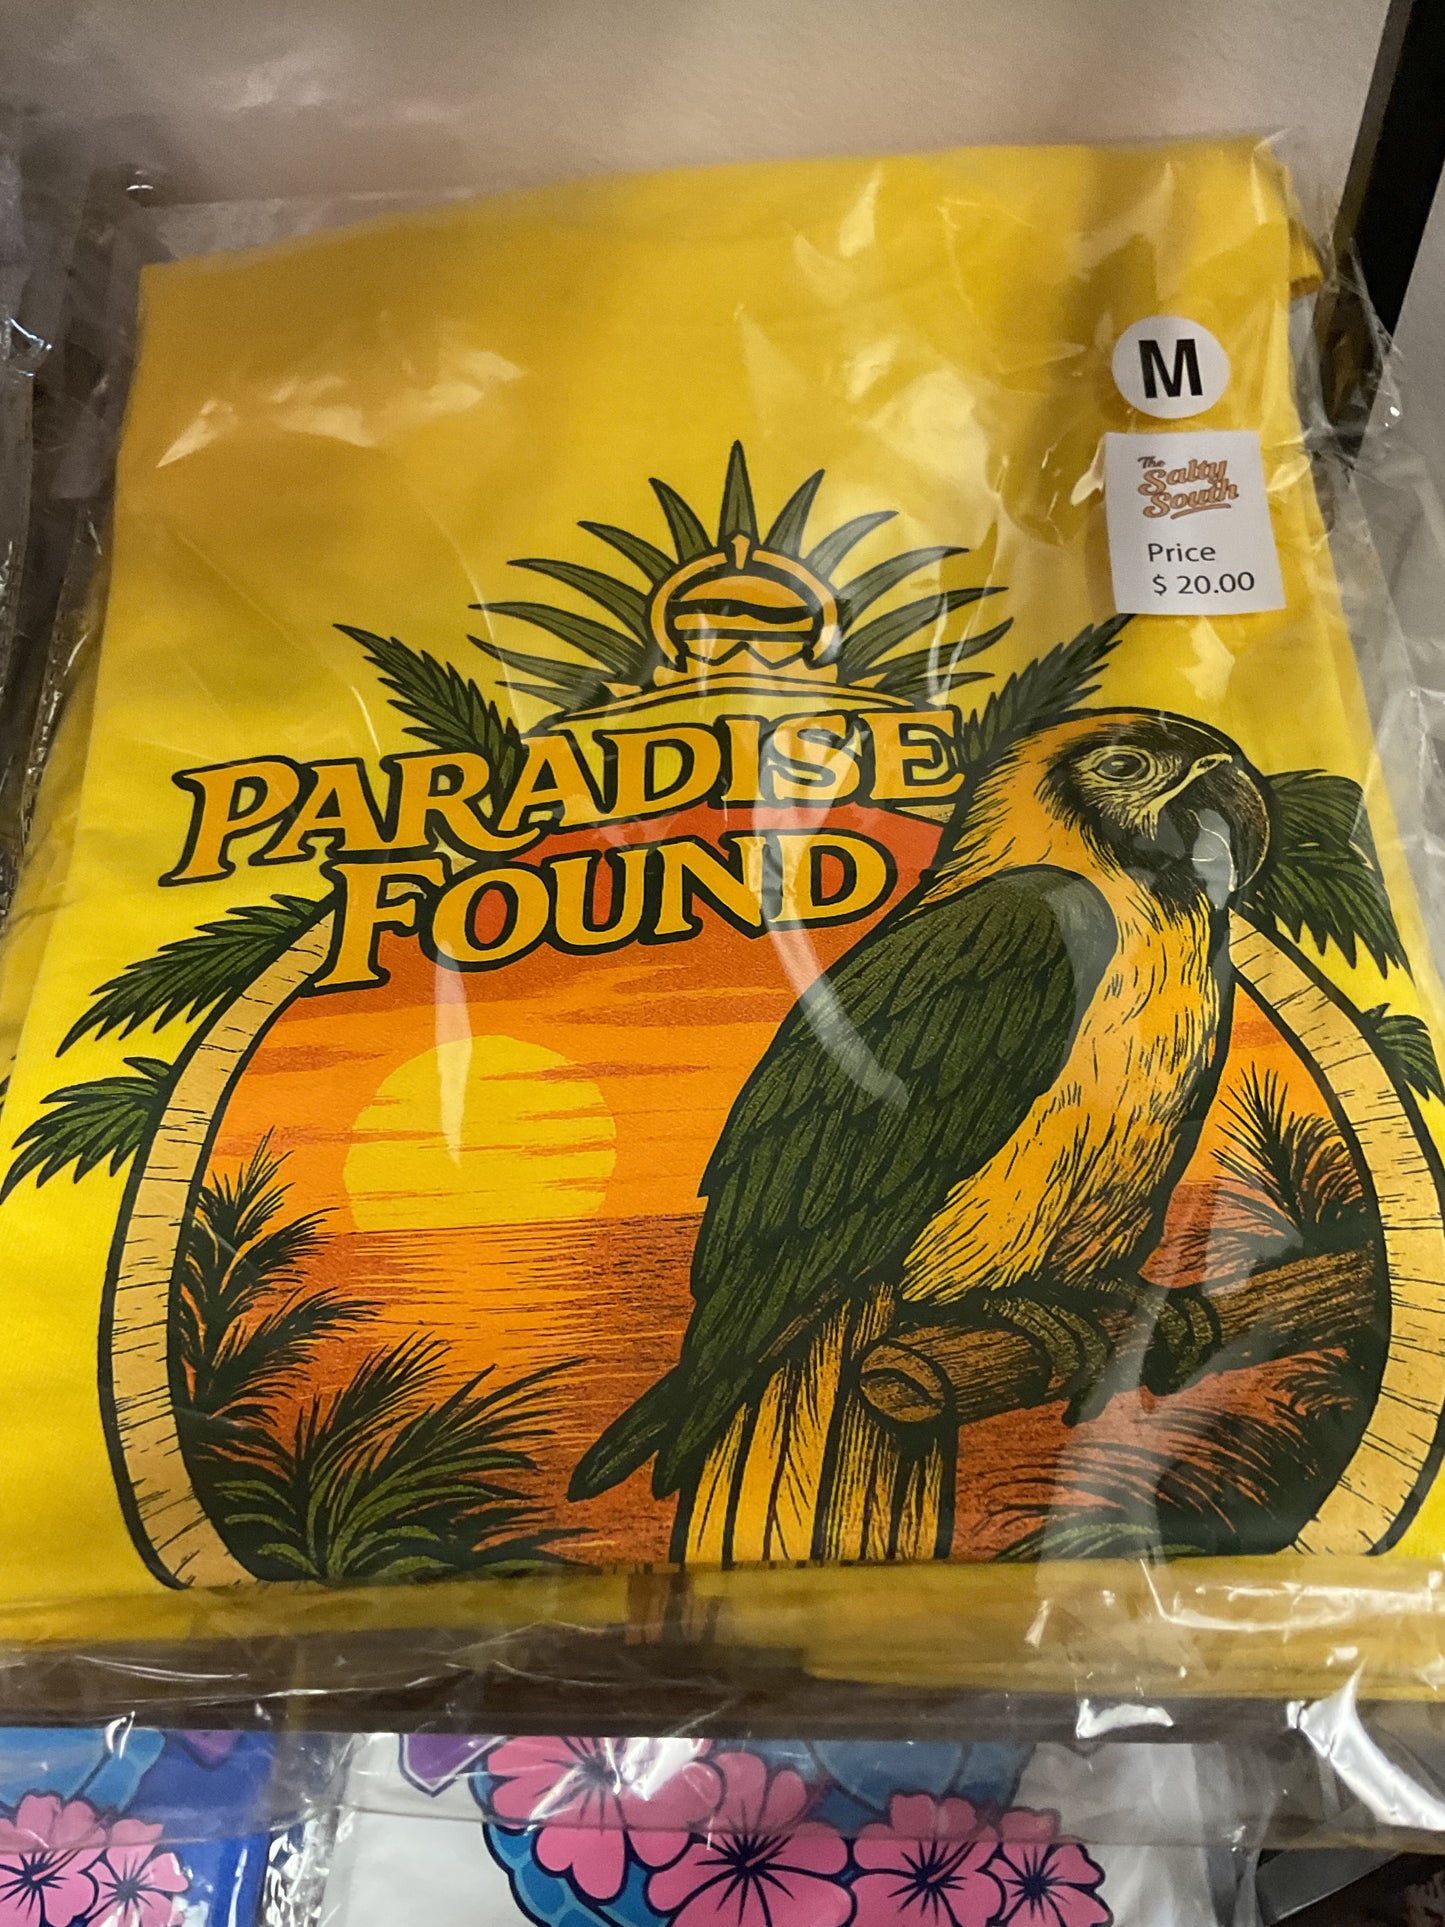 M
The
Salty
South
Price
$ 20.00
PARADISE
FOUND